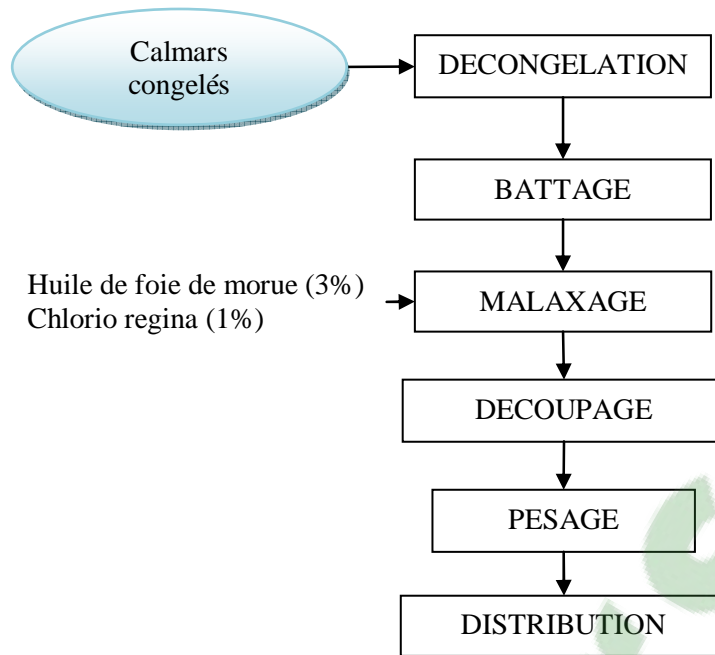 Calmars
congelés
DECONGELATION
BATTAGE
Huile de foie de morue (3%)
Chlorio regina (1%)
MALAXAGE
DECOUPAGE
PESAGE
DISTRIBUTION